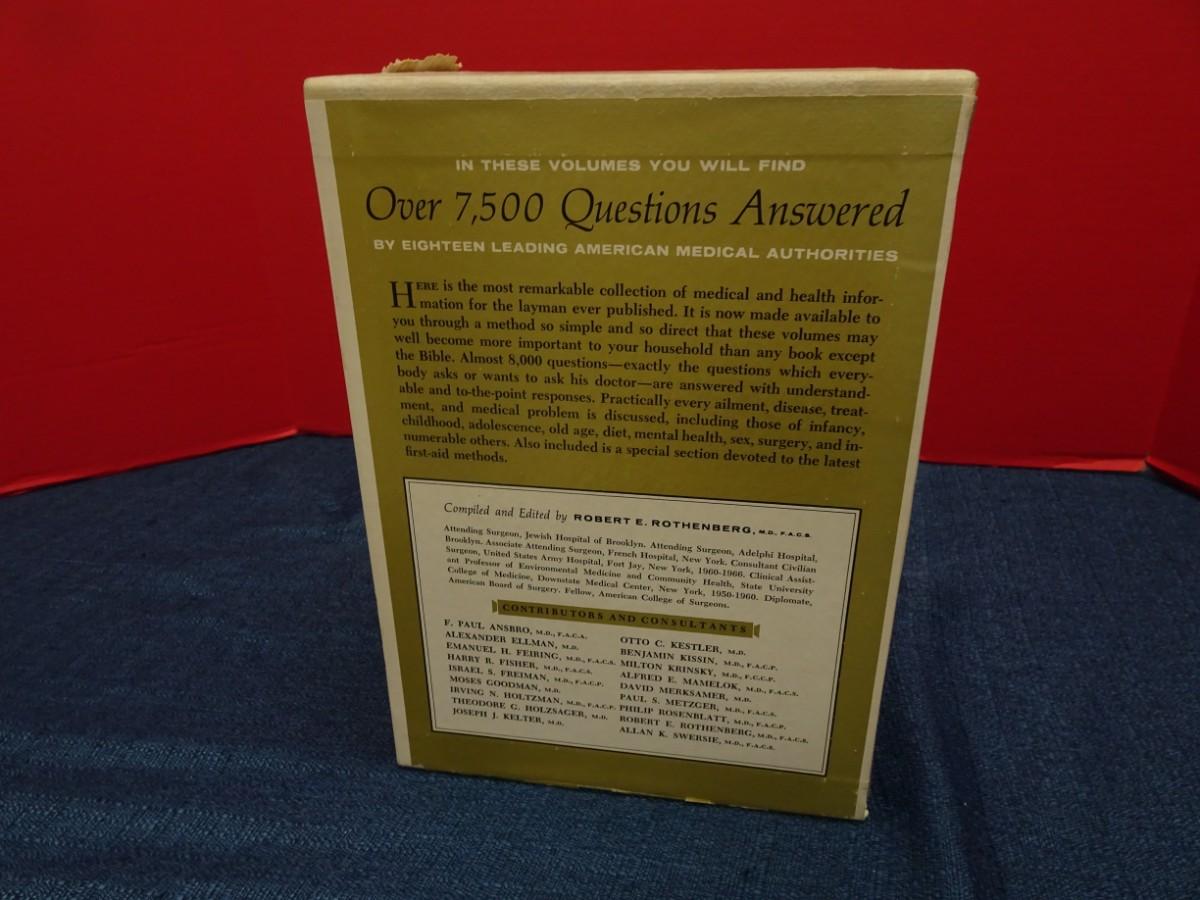 IN THESE VOLUMES YOU WILL FIND
Over 7,500 Questions Answered
BY EIGHTEEN LEADING AMERICAN MEDICAL AUTHORITIES
HERE is the most remarkable collection of medical and health infor-
mation for the layman ever published. It is now made available to
you through a method so simple and so direct that these volumes may
well become more important to your household than any book except
the Bible. Almost 8,000 questions—exactly the questions which every-
body asks or wants to ask his doctor—are answered with understand-
able and to-the-point responses. Practically every ailment, disease, treat-
ment, and medical problem is discussed, including those of infancy,
childhood, adolescence, old age, diet, mental health, sex, surgery, and in-
numerable others. Also included is a special section devoted to the latest
first-aid methods.
Compiled and Edited by ROBERT E. ROTHENBERG, M.D., F.A.C.S.
Attending Surgeon, Jewish Hospital of Brooklyn. Attending Surgeon, Adelphi Hospital,
Brooklyn. Associate Attending Surgeon, French Hospital, New York. Consultant Civilian
Surgeon, United States Army Hospital, Fort Jay, New York, 1960-1966. Clinical Assist-
ant Professor of Environmental Medicine and Community Health, State University
College of Medicine, Downstate Medical Center, New York, 1950-1960. Diplomate,
American Board of Surgery. Fellow, American College of Surgeons.
CONTRIBUTORS AND CONSULTANTS
F. PAUL ANSBRO, M.D., F.A.C.A.
ALEXANDER ELLMAN, M.D.
EMANUEL H. FEIRING, M.D., F.A.C.S.
HARRY R. FISHER, M.D., F.A.C.S.
ISRAEL S. FREIMAN, M.D., F.A.C.P.
MOSES GOODMAN, M.D.
IRVING N. HOLTZMAN, M.D., F.A.C.P.
THEODORE G. HOLZSAGER, M.D.
JOSEPH J. KELTER, M.D.
OTTO C. KESTLER, M.D.
BENJAMIN KISSIN, M.D., F.A.C.P.
MILTON KRINSKY, M.D., F.C.C.P.
ALFRED E. MAMELOK, M.D., F.A.C.S.
DAVID MERKSAMER, M.D.
PAUL S. METZGER, M.D., F.A.C.S.
PHILIP ROSENBLATT, M.D., F.A.C.P.
ROBERT E. ROTHENBERG, M.D., F.A.C.S.
ALLAN K. SWERSIE, M.D., F.A.C.S.